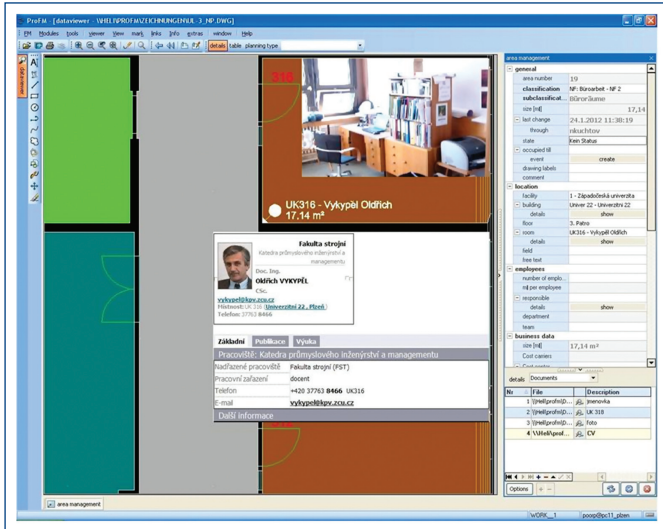 ProFM - [dataviewer - \\HELI\PROFM\ZEICHNUNGEN\UL 3_NP.DWG]
FM Modules tools viewer View mark links Info extras window Help
details table planning type
dataviewer
316
UK316 - Vykypěl Oldřich
17.14 m²
Fakulta strojní
Katedra průmyslového inženýrství a
managementu
Doc. Ing.
Oldřich VYKYPĚL
CSc.
vykypel@kpv.zcu.cz
Místnost: UK 316 (Univerzitní 22, Plzeň)
Telefon: 37763 8466
Základní Publikace Výuka
Pracoviště: Katedra průmyslového inženýrství a managementu
Nadřazené pracoviště Fakulta strojní (FST)
Pracovní zařazení docent
Telefon +420 37763 8466 UK316
E-mail vykypel@kpv.zcu.cz
Další informace
area management
general
area number 19
classification NF: Büroarbeit - NF 2
subclassificat... Büroräume
size [m²] 17,14
last change 24.1.2012 11:38:19
through nkuchtov
state Kein Status
occupied till
event create
drawing labels
comment
location
facility 1 - Západočeská univerzita
building Univer 22 - Univerzitni 22
details show
floor 3. Patro
room UK316 - Vykypěl Oldřich
details show
field
free text
employees
number of emplo...
m² per employee
responsible
details show
department
team
business data
size [m²] 17,14 m²
Cost carriers
details Documents
Nr File Description
1 \\Heli\profm\D... jmenovka
2 \\Heli\profm\D... UK 318
3 \\Heli\profm\D... foto
4 \\Heli\prof... CV
Options
area management
WORK__1 poorp@pc11_plzen